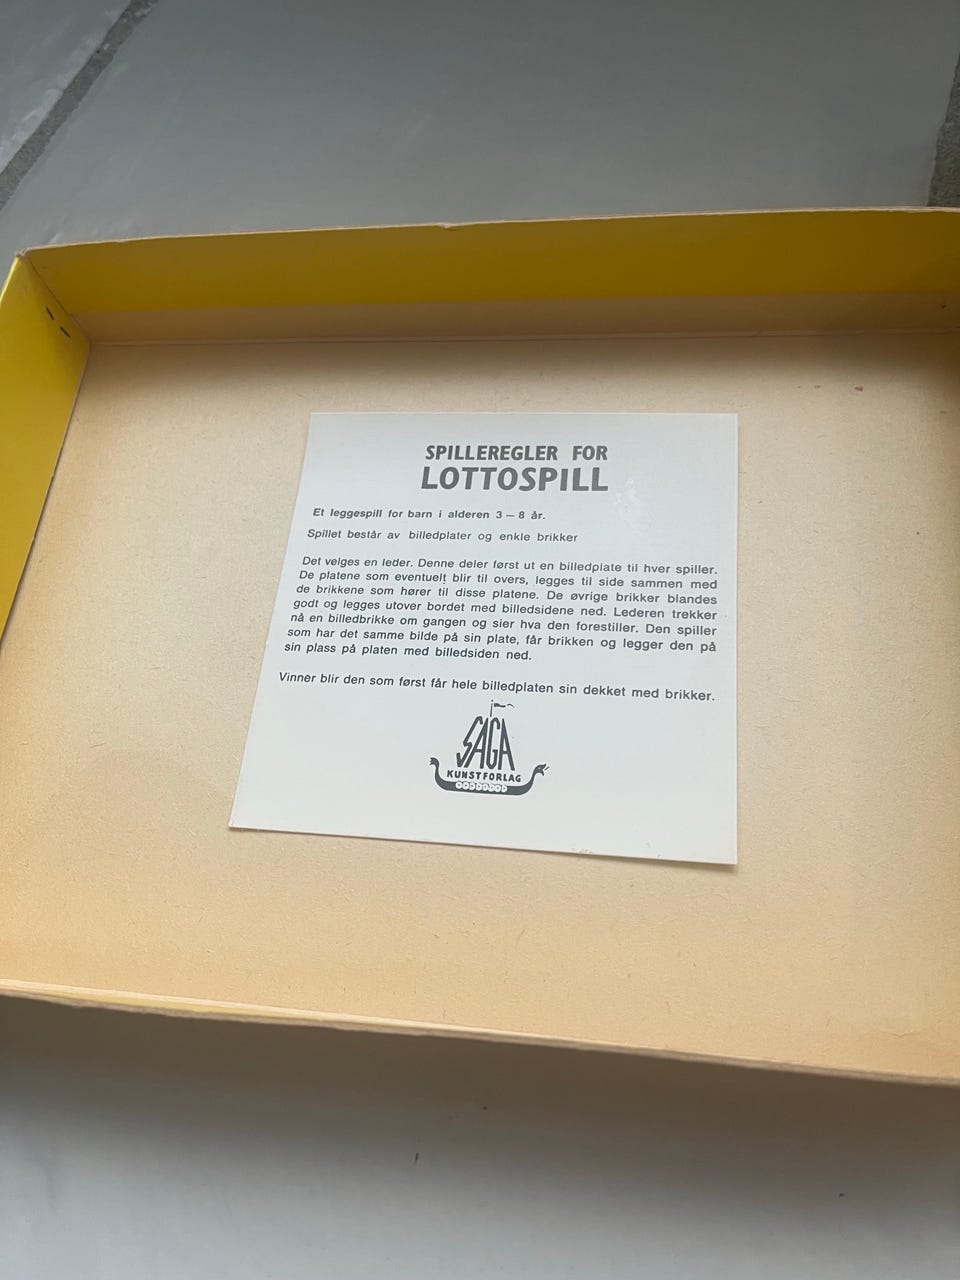 SPILLEREGLER FOR
LOTTOSPILL
Et leggespill for barn i alderen 3 – 8 år.
Spillet består av billedplater og enkle brikker
Det velges en leder. Denne deler først ut en billedplate til hver spiller.
De platene som eventuelt blir til overs, legges til side sammen med
de brikkene som hører til disse platene. De øvrige brikker blandes
godt og legges utover bordet med billedsidene ned. Lederen trekker
nå en billedbrikke om gangen og sier hva den forestiller. Den spiller
som har det samme bilde på sin plate, får brikken og legger den på
sin plass på platen med billedsiden ned.
Vinner blir den som først får hele billedplaten sin dekket med brikker.
SAGA
KUNSTFORLAG